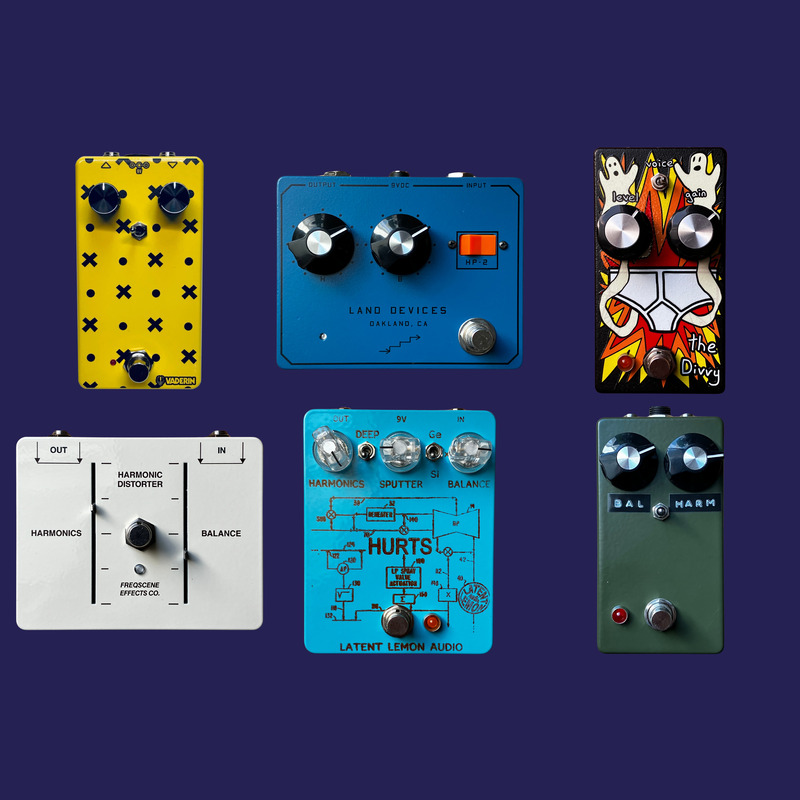 VADERIN
OUTPUT 9VDC INPUT
HP-2
LAND DEVICES
OAKLAND, CA
voice
level gain
the
Divvy
OUT IN
HARMONIC
DISTORTER
HARMONICS BALANCE
FREQSCENE
EFFECTS CO.
OUT 9V IN
DEEP Ge
Si
HARMONICS SPUTTER BALANCE
HURTS
LATENT LEMON AUDIO
BAL HARM